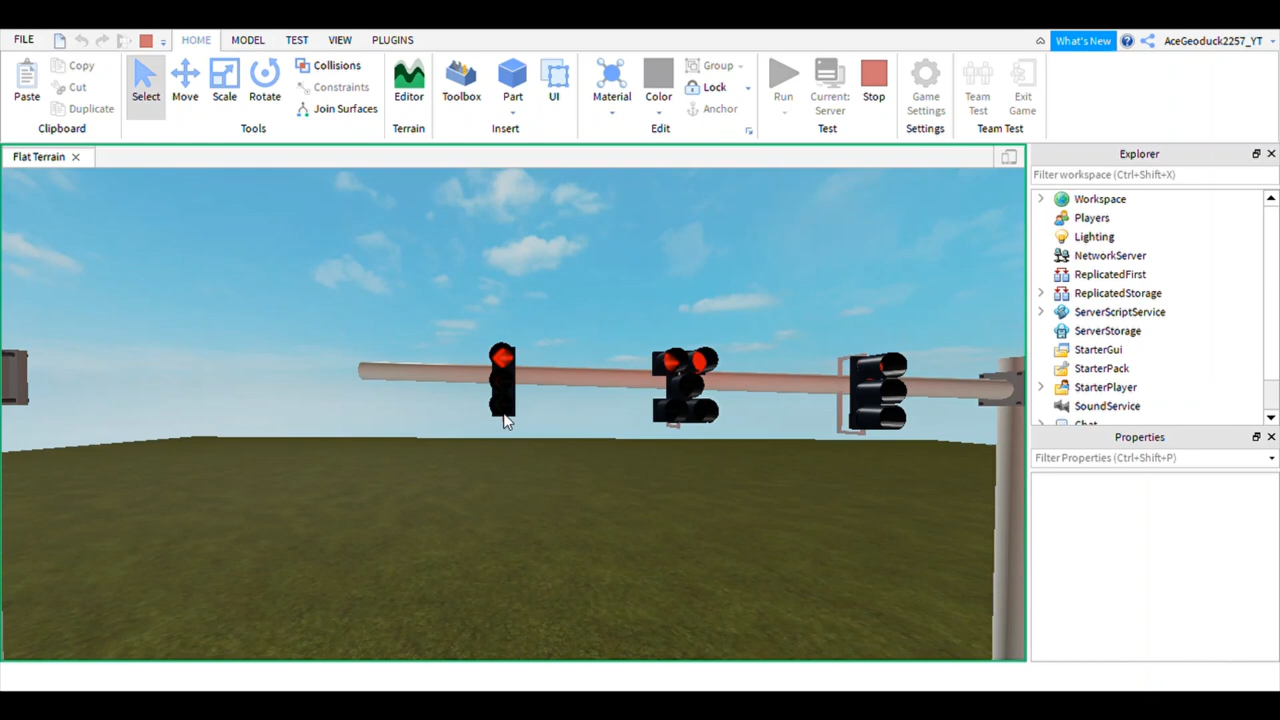 FILE HOME MODEL TEST VIEW PLUGINS What's New AceGeoduck2257_YT
Paste Copy Cut Duplicate Clipboard
Select Move Scale Rotate Collisions Constraints Join Surfaces Tools
Editor Terrain
Toolbox Part UI Insert
Material Color Group Lock Anchor Edit
Run Current: Server Stop Test
Game Settings Settings
Team Test Exit Game Team Test
Flat Terrain
Explorer
Filter workspace (Ctrl+Shift+X)
Workspace
Players
Lighting
NetworkServer
ReplicatedFirst
ReplicatedStorage
ServerScriptService
ServerStorage
StarterGui
StarterPack
StarterPlayer
SoundService
Chat
Properties
Filter Properties (Ctrl+Shift+P)